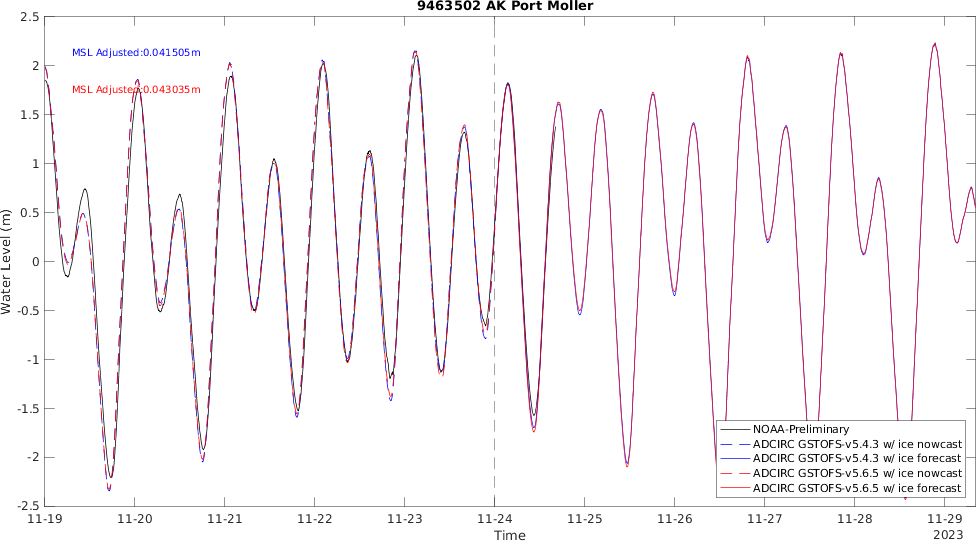 9463502 AK Port Moller
MSL Adjusted:0.041505m
MSL Adjusted:0.043035m
Water Level (m)
2.5
2
1.5
1
0.5
0
-0.5
-1
-1.5
-2
-2.5
NOAA-Preliminary
ADCIRC GSTOFS-v5.4.3 w/ ice nowcast
ADCIRC GSTOFS-v5.4.3 w/ ice forecast
ADCIRC GSTOFS-v5.6.5 w/ ice nowcast
ADCIRC GSTOFS-v5.6.5 w/ ice forecast
11-19 11-20 11-21 11-22 11-23 11-24 11-25 11-26 11-27 11-28 11-29
Time 2023